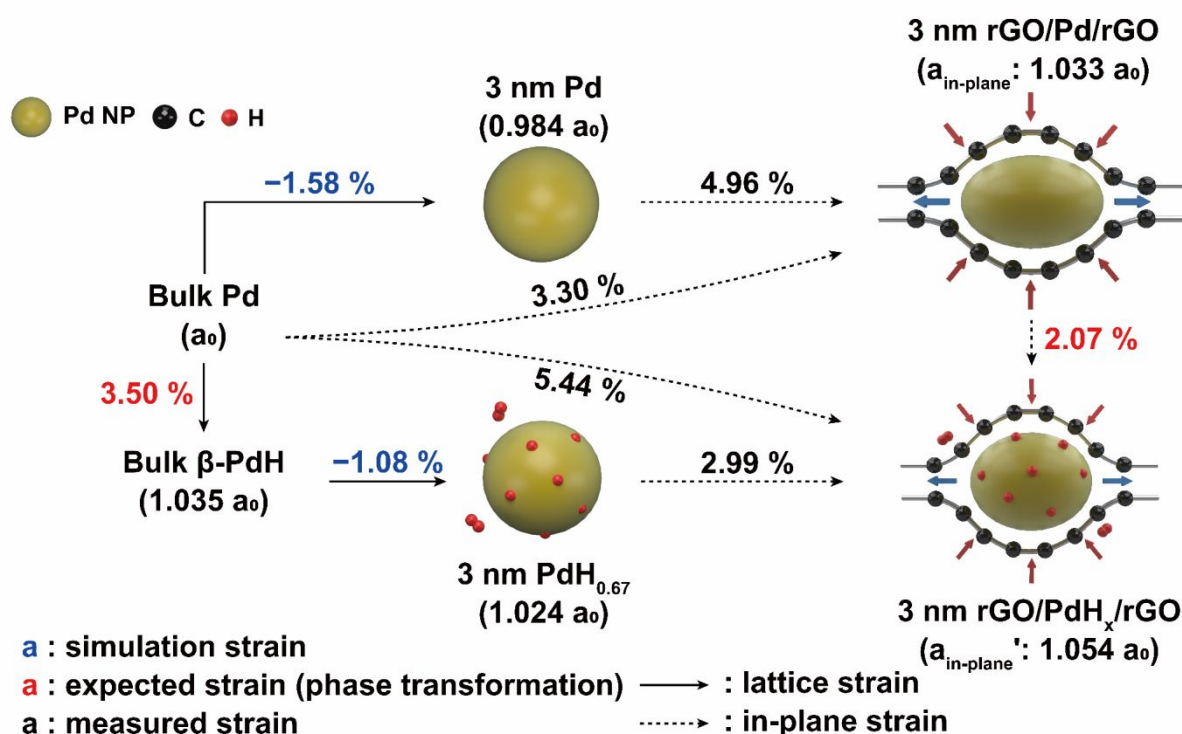 3 nm rGO/Pd/rGO
(a in-plane: 1.033 a₀)
Pd NP C H
3 nm Pd
(0.984 a₀)
−1.58 %
4.96 %
Bulk Pd
(a₀)
3.30 %
5.44 %
2.07 %
3.50 %
Bulk β-PdH
(1.035 a₀)
−1.08 %
2.99 %
3 nm PdH0.67
(1.024 a₀)
3 nm rGO/PdHx/rGO
(a in-plane': 1.054 a₀)
a : simulation strain
a : expected strain (phase transformation)
: lattice strain
a : measured strain
: in-plane strain